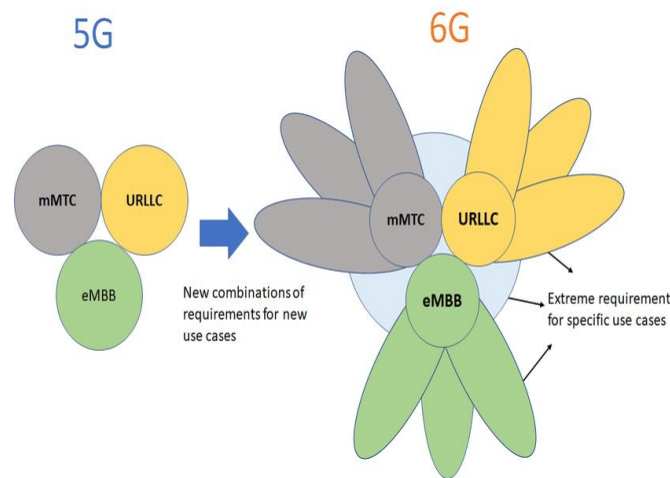 5G
6G
mMTC
URLLC
eMBB
New combinations of
requirements for new
use cases
mMTC
URLLC
eMBB
Extreme requirement
for specific use cases